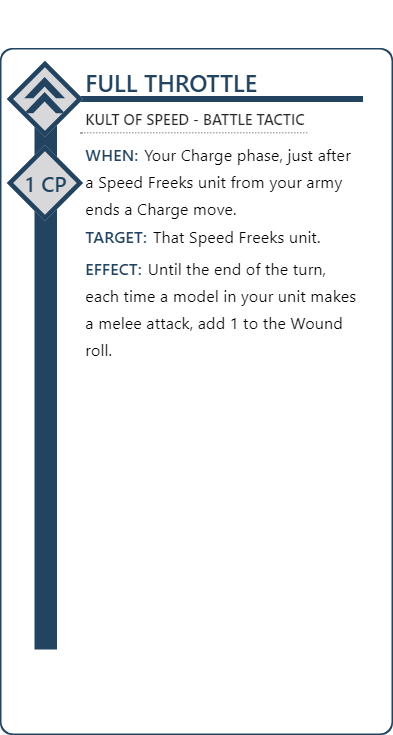 FULL THROTTLE
KULT OF SPEED - BATTLE TACTIC
1 CP
WHEN: Your Charge phase, just after
a Speed Freeks unit from your army
ends a Charge move.
TARGET: That Speed Freeks unit.
EFFECT: Until the end of the turn,
each time a model in your unit makes
a melee attack, add 1 to the Wound
roll.